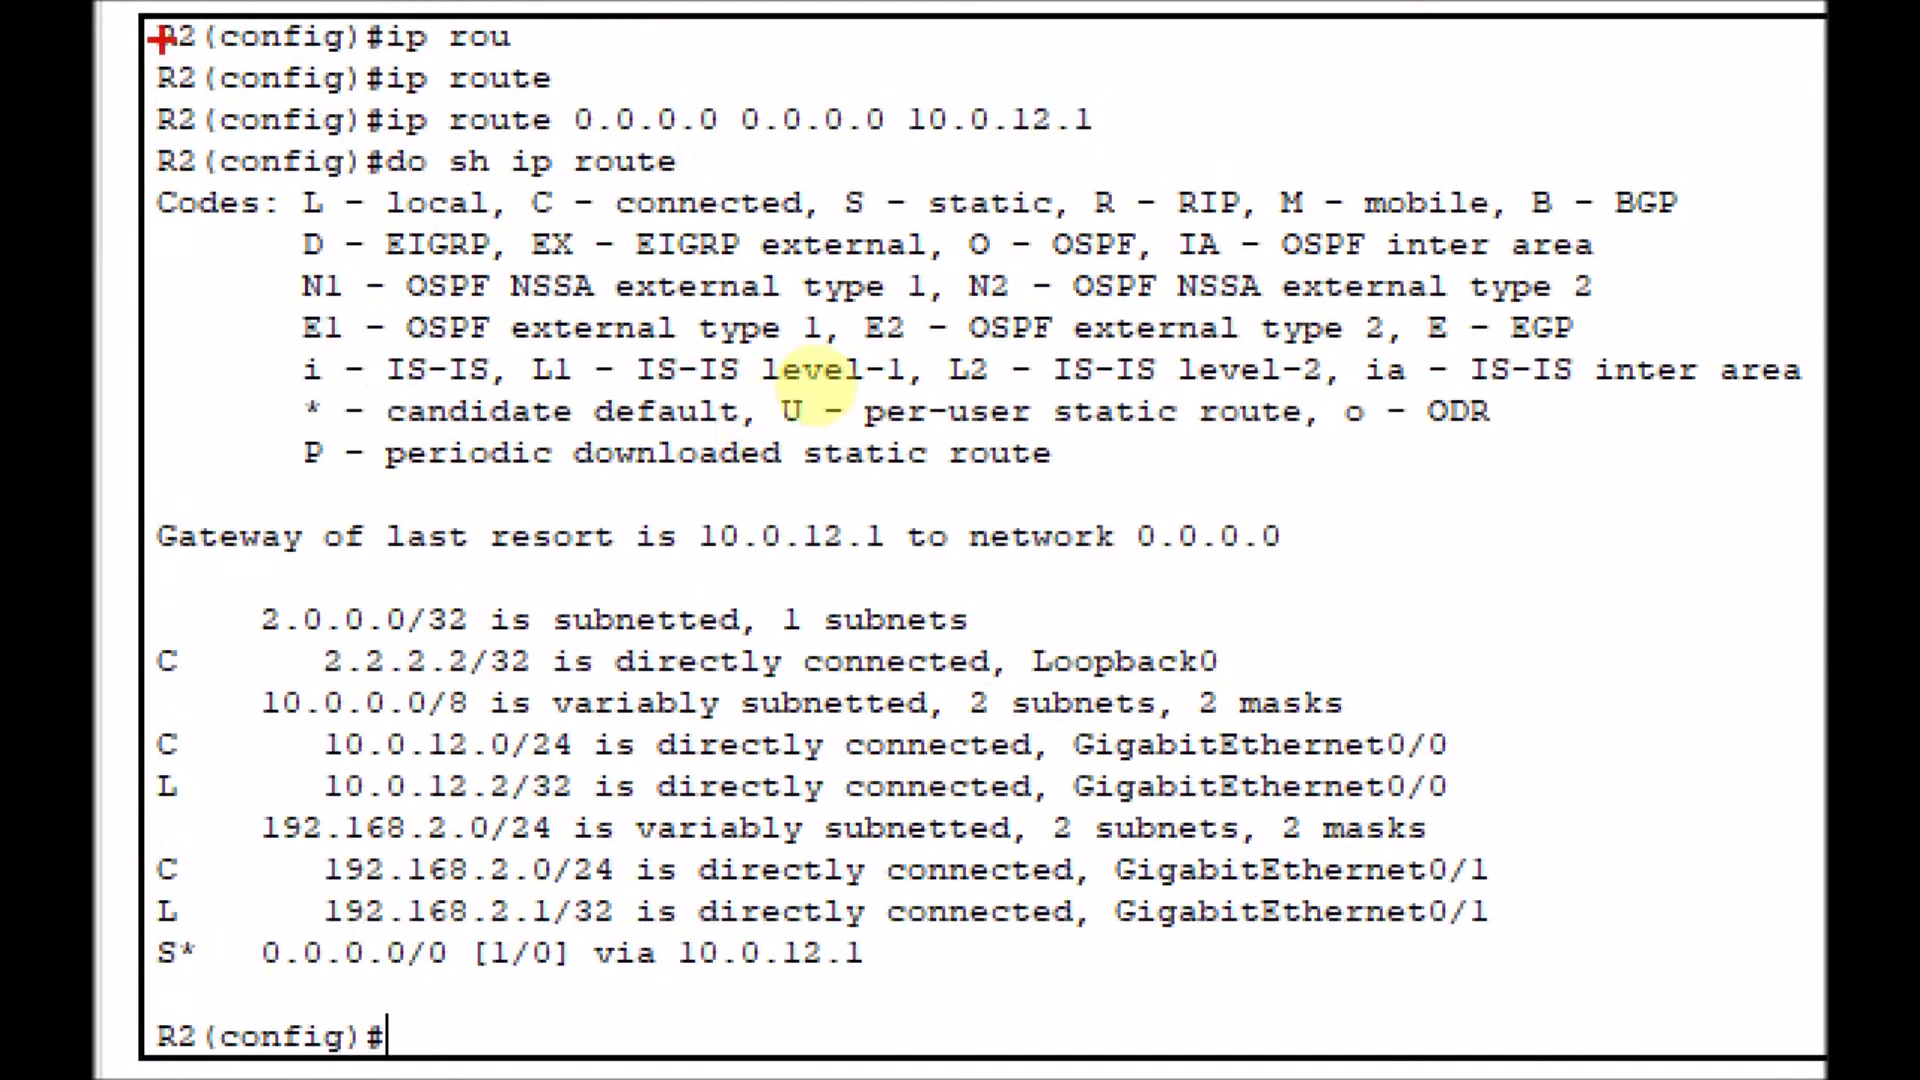 R2(config)#ip rou
R2(config)#ip route
R2(config)#ip route 0.0.0.0 0.0.0.0 10.0.12.1
R2(config)#do sh ip route
Codes: L - local, C - connected, S - static, R - RIP, M - mobile, B - BGP
       D - EIGRP, EX - EIGRP external, O - OSPF, IA - OSPF inter area
       N1 - OSPF NSSA external type 1, N2 - OSPF NSSA external type 2
       E1 - OSPF external type 1, E2 - OSPF external type 2, E - EGP
       i - IS-IS, L1 - IS-IS level-1, L2 - IS-IS level-2, ia - IS-IS inter area
       * - candidate default, U - per-user static route, o - ODR
       P - periodic downloaded static route
Gateway of last resort is 10.0.12.1 to network 0.0.0.0
     2.0.0.0/32 is subnetted, 1 subnets
C       2.2.2.2/32 is directly connected, Loopback0
     10.0.0.0/8 is variably subnetted, 2 subnets, 2 masks
C       10.0.12.0/24 is directly connected, GigabitEthernet0/0
L       10.0.12.2/32 is directly connected, GigabitEthernet0/0
     192.168.2.0/24 is variably subnetted, 2 subnets, 2 masks
C       192.168.2.0/24 is directly connected, GigabitEthernet0/1
L       192.168.2.1/32 is directly connected, GigabitEthernet0/1
S*   0.0.0.0/0 [1/0] via 10.0.12.1
R2(config)#